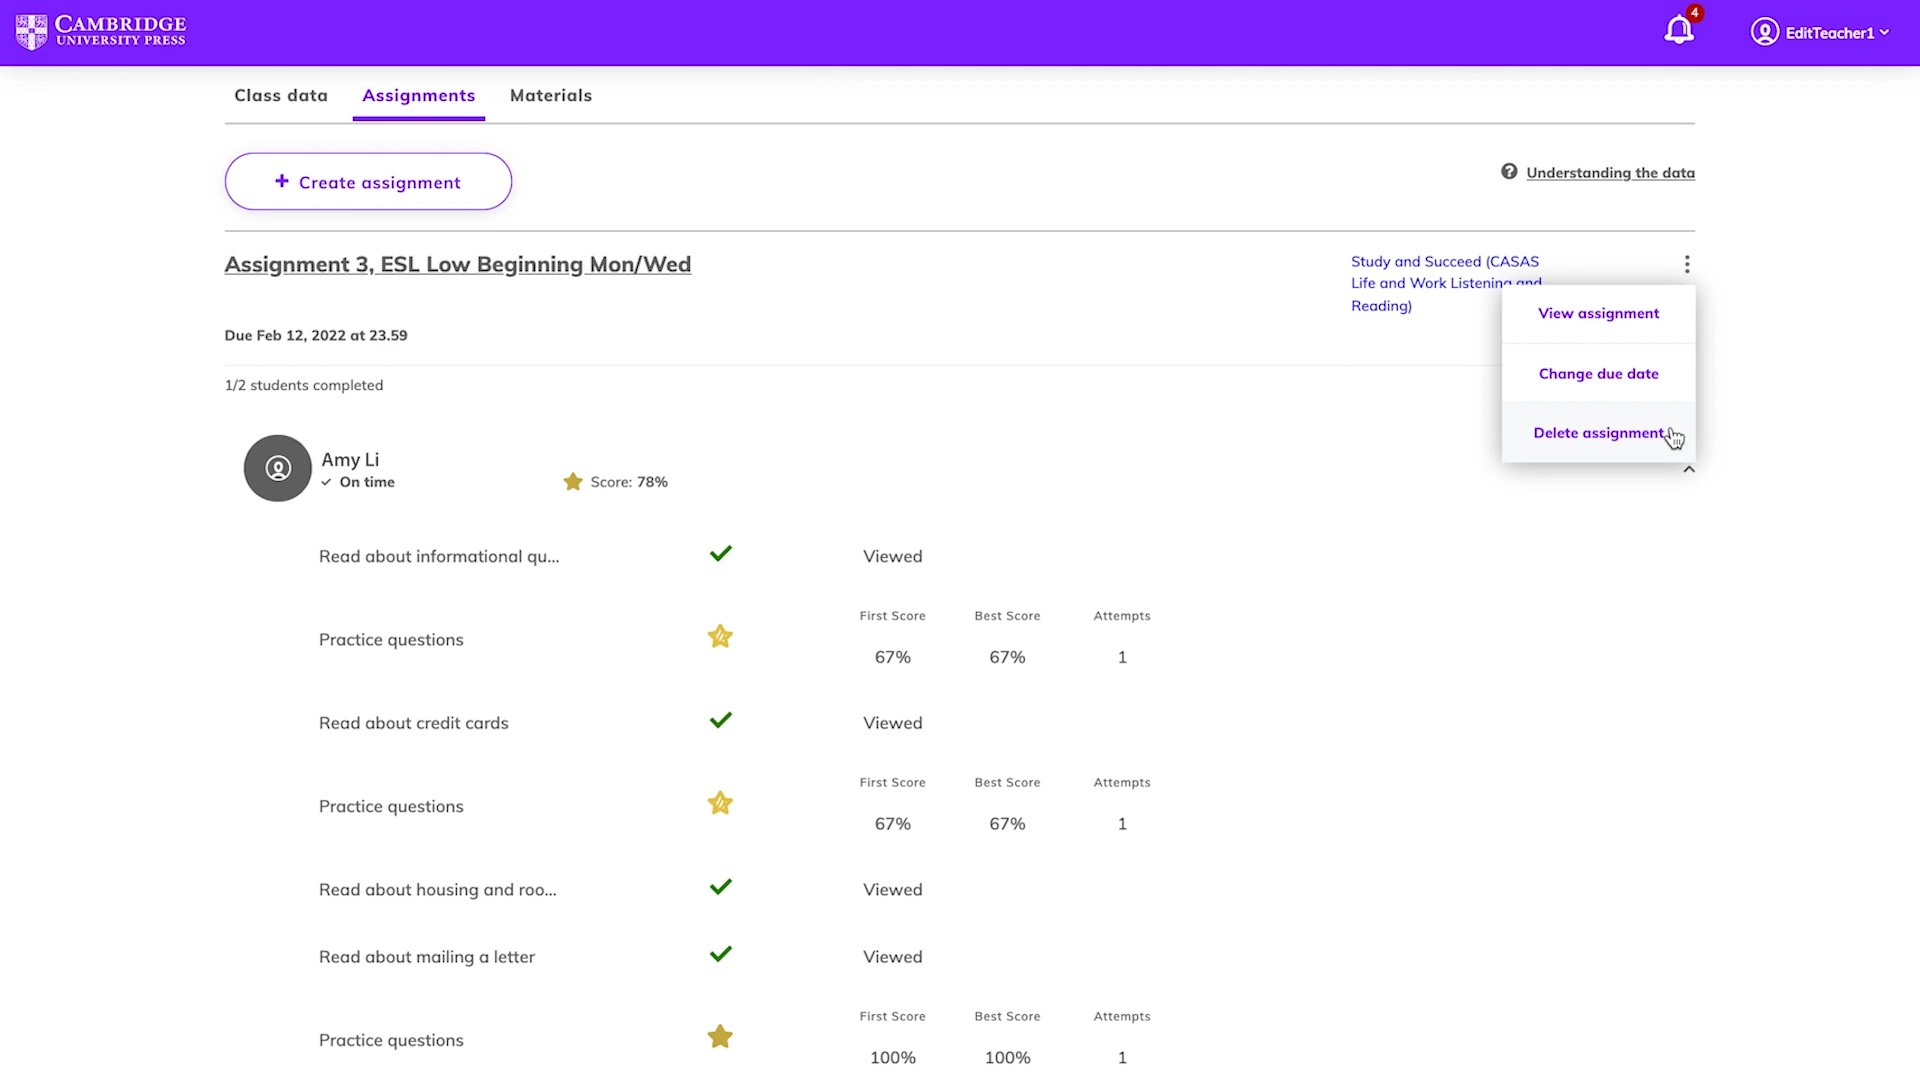 CAMBRIDGE
UNIVERSITY PRESS
4
EditTeacher1
Class data
Assignments
Materials
+ Create assignment
? Understanding the data
Assignment 3, ESL Low Beginning Mon/Wed
Study and Succeed (CASAS
Life and Work Listening and
Reading)
View assignment
Change due date
Delete assignment
Due Feb 12, 2022 at 23.59
1/2 students completed
Amy Li
On time
Score: 78%
Read about informational qu...
Viewed
First Score
Best Score
Attempts
Practice questions
67%
67%
1
Read about credit cards
Viewed
First Score
Best Score
Attempts
Practice questions
67%
67%
1
Read about housing and roo...
Viewed
Read about mailing a letter
Viewed
First Score
Best Score
Attempts
Practice questions
100%
100%
1